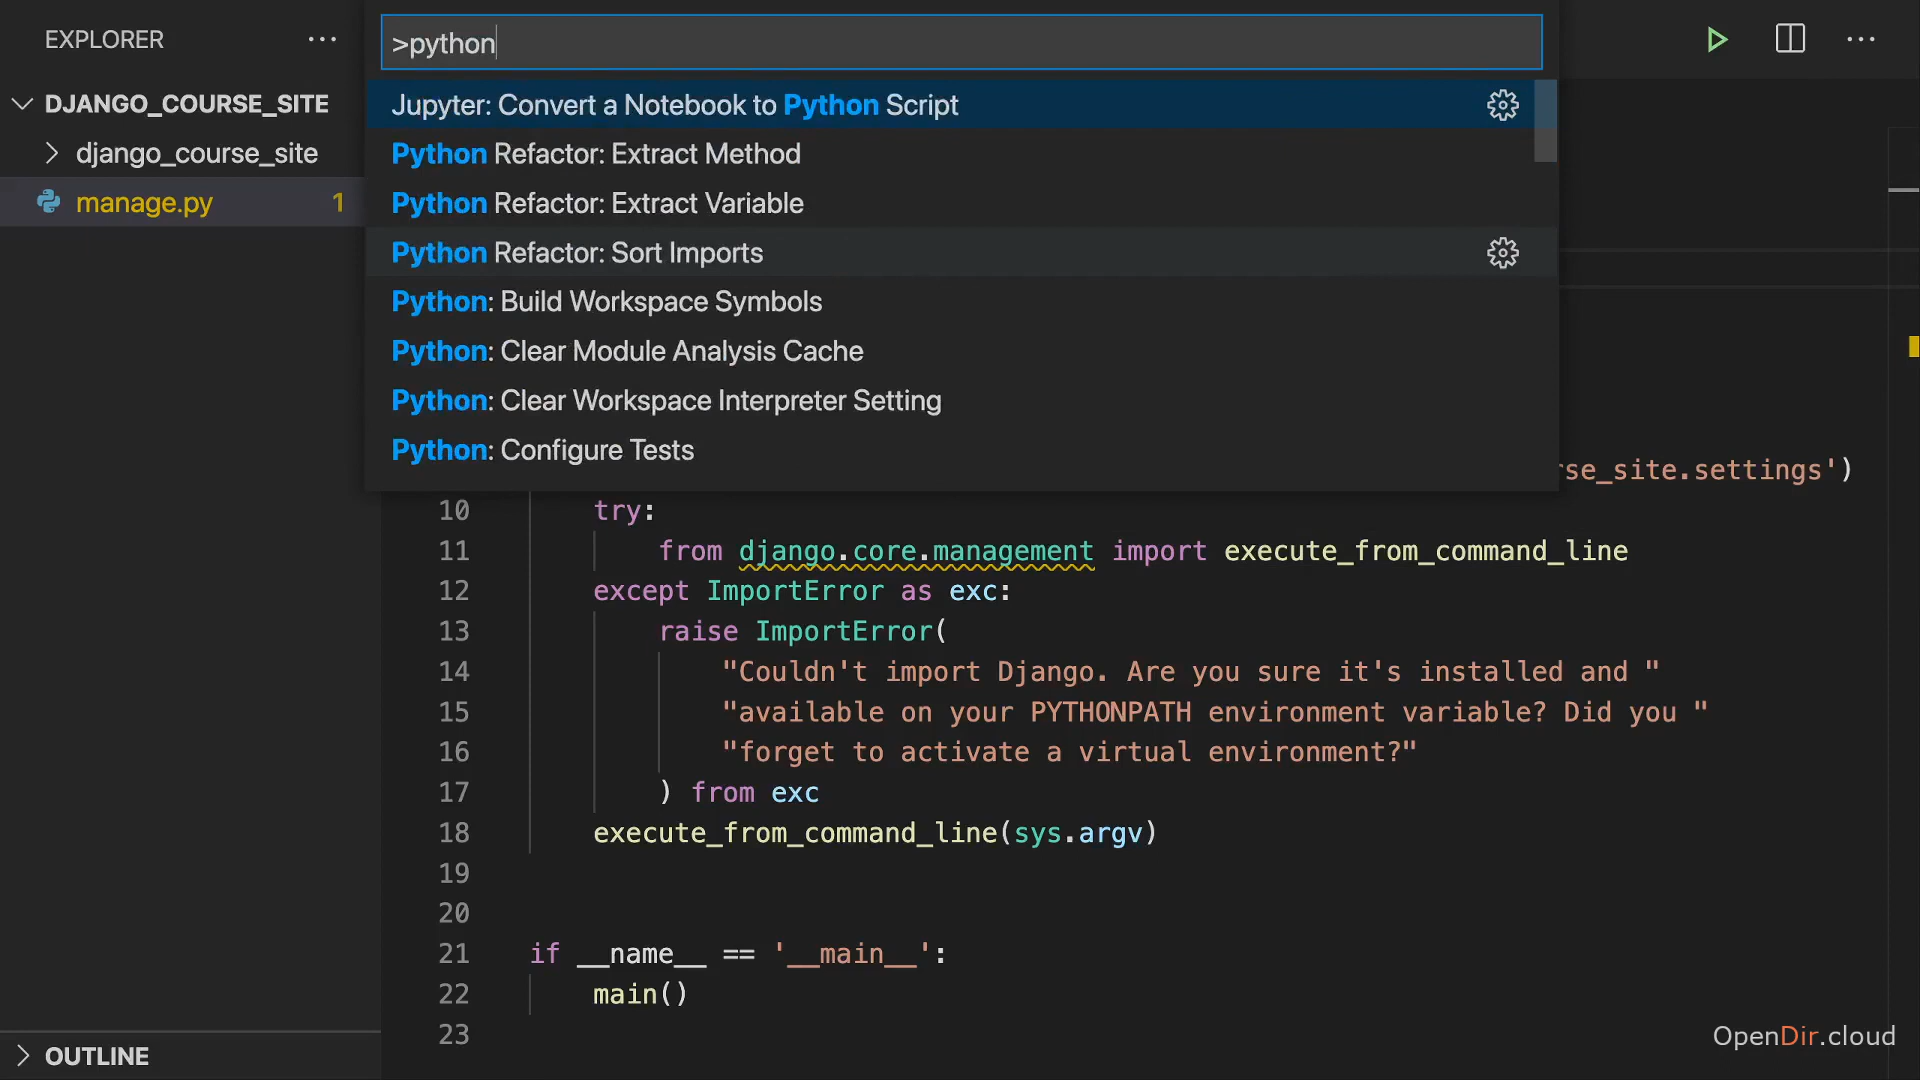 EXPLORER
DJANGO_COURSE_SITE
django_course_site
manage.py 1
OUTLINE
>python
Jupyter: Convert a Notebook to Python Script
Python Refactor: Extract Method
Python Refactor: Extract Variable
Python Refactor: Sort Imports
Python: Build Workspace Symbols
Python: Clear Module Analysis Cache
Python: Clear Workspace Interpreter Setting
Python: Configure Tests
rse_site.settings')
10 try:
11 from django.core.management import execute_from_command_line
12 except ImportError as exc:
13 raise ImportError(
14 "Couldn't import Django. Are you sure it's installed and "
15 "available on your PYTHONPATH environment variable? Did you "
16 "forget to activate a virtual environment?"
17 ) from exc
18 execute_from_command_line(sys.argv)
19
20
21 if __name__ == '__main__':
22 main()
23
OpenDir.cloud